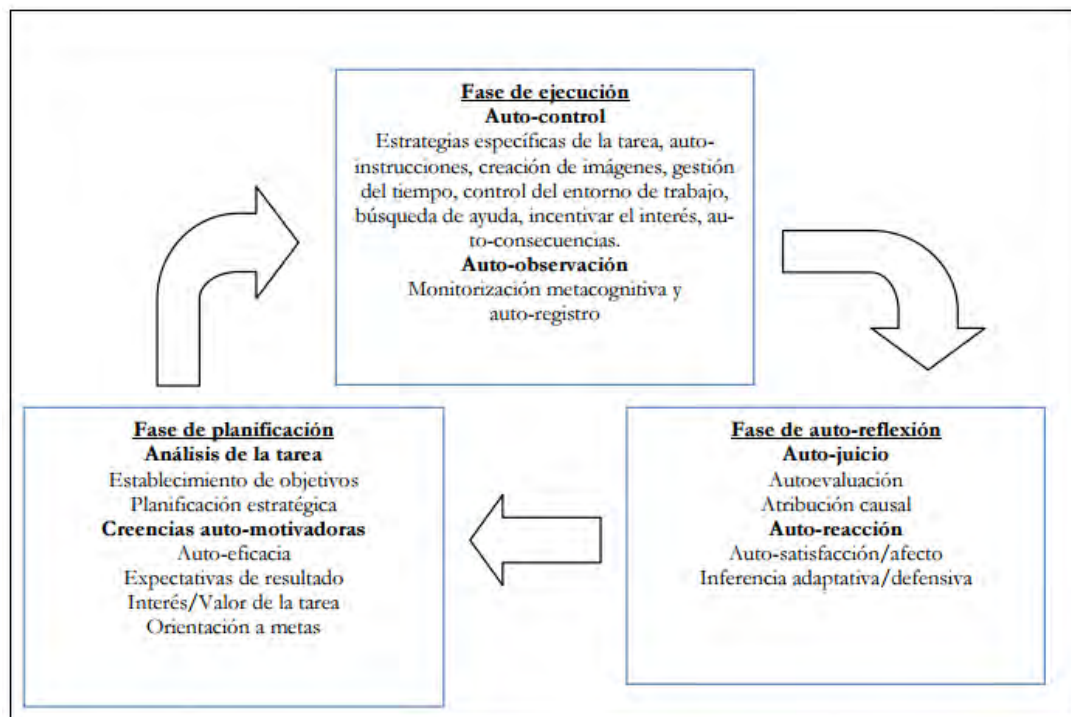 Fase de ejecución
Auto-control
Estrategias específicas de la tarea, auto-
instrucciones, creación de imágenes, gestión
del tiempo, control del entorno de trabajo,
búsqueda de ayuda, incentivar el interés, au-
to-consecuencias.
Auto-observación
Monitorización metacognitiva y
auto-registro
Fase de planificación
Análisis de la tarea
Establecimiento de objetivos
Planificación estratégica
Creencias auto-motivadoras
Auto-eficacia
Expectativas de resultado
Interés/Valor de la tarea
Orientación a metas
Fase de auto-reflexión
Auto-juicio
Autoevaluación
Atribución causal
Auto-reacción
Auto-satisfacción/afecto
Inferencia adaptativa/defensiva